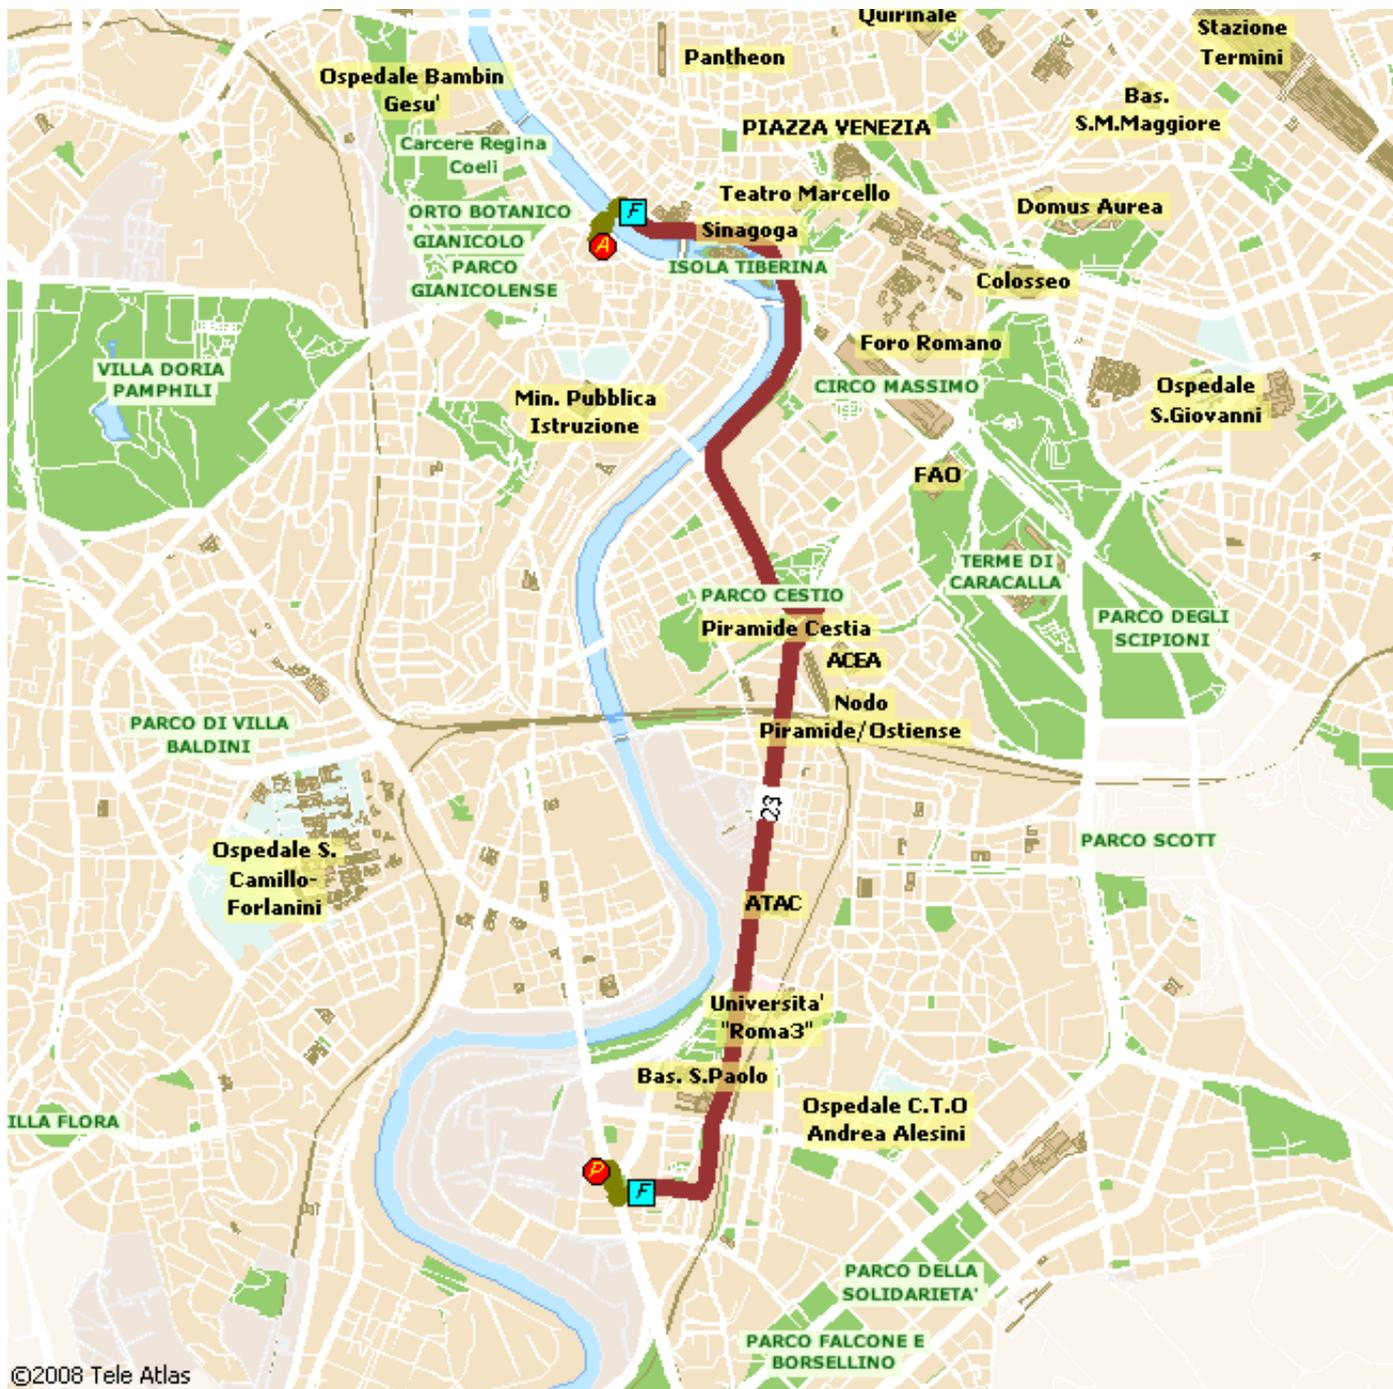 Quirinale
Stazione
Termini
Pantheon
Ospedale Bambin
Gesu'
Bas.
S.M.Maggiore
PIAZZA VENEZIA
Carcere Regina
Coeli
Teatro Marcello
Domus Aurea
ORTO BOTANICO
F
A
Sinagoga
GIANICOLO
PARCO
GIANICOLENSE
ISOLA TIBERINA
Colosseo
Foro Romano
VILLA DORIA
PAMPHILI
CIRCO MASSIMO
Ospedale
S.Giovanni
Min. Pubblica
Istruzione
FAO
TERME DI
CARACALLA
PARCO CESTIO
PARCO DEGLI
SCIPIONI
Piramide Cestia
ACEA
Nodo
Piramide/Ostiense
PARCO DI VILLA
BALDINI
23
PARCO SCOTT
Ospedale S.
Camillo-
Forlanini
ATAC
Universita'
"Roma3"
Bas. S.Paolo
Ospedale C.T.O
Andrea Alesini
ILLA FLORA
P
F
PARCO DELLA
SOLIDARIETA'
PARCO FALCONE E
BORSELLINO
©2008 Tele Atlas